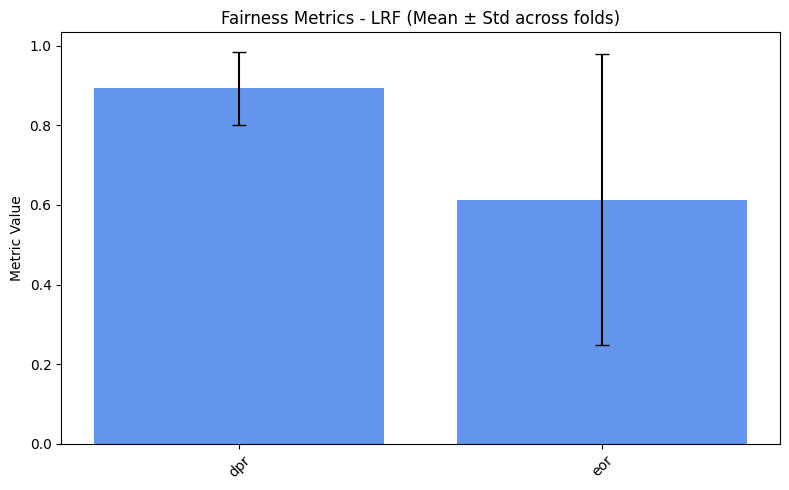 Fairness Metrics - LRF (Mean ± Std across folds)
1.0
0.8
0.6
0.4
0.2
0.0
Metric Value
dpr
eor